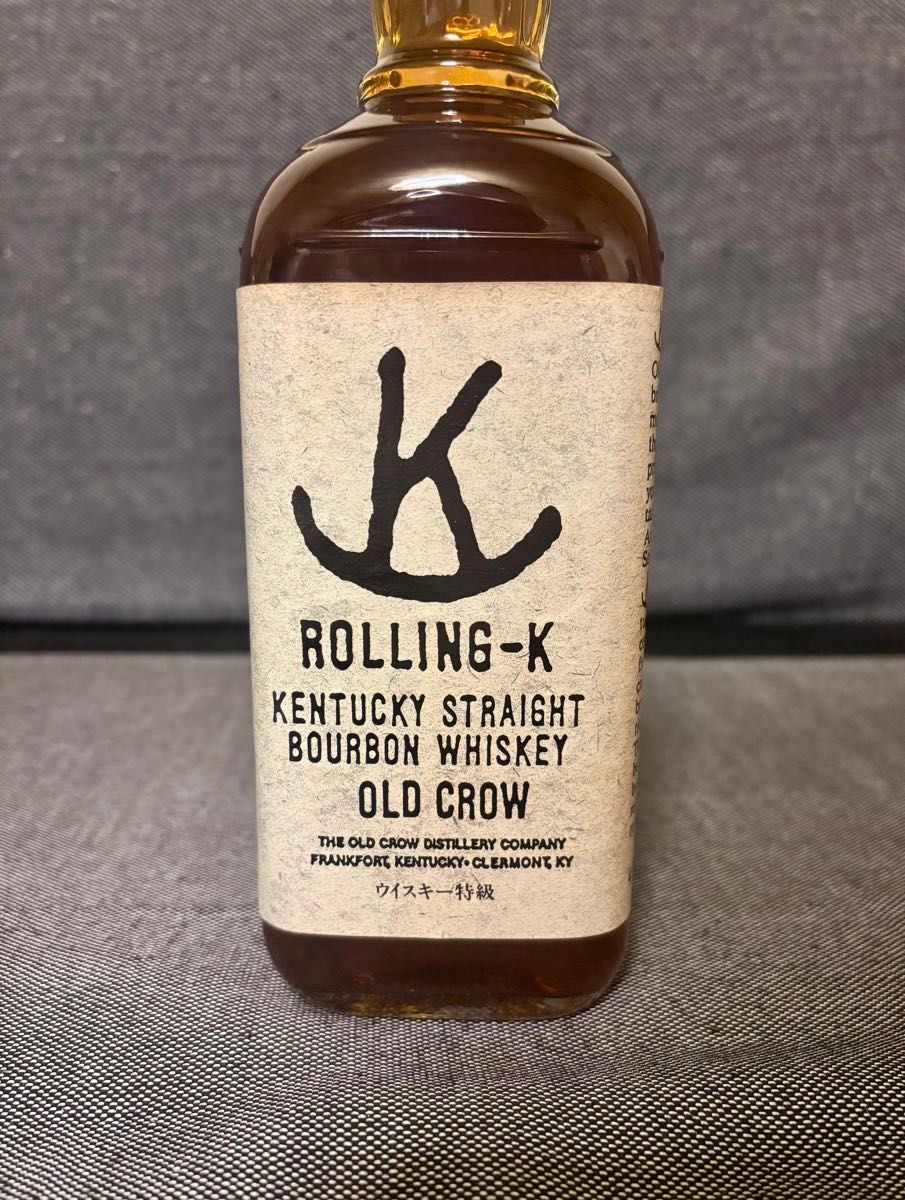 K
ROLLING-K
KENTUCKY STRAIGHT
BOURBON WHISKEY
OLD CROW
THE OLD CROW DISTILLERY COMPANY
FRANKFORT, KENTUCKY• CLERMONT, KY
ウイスキー特級